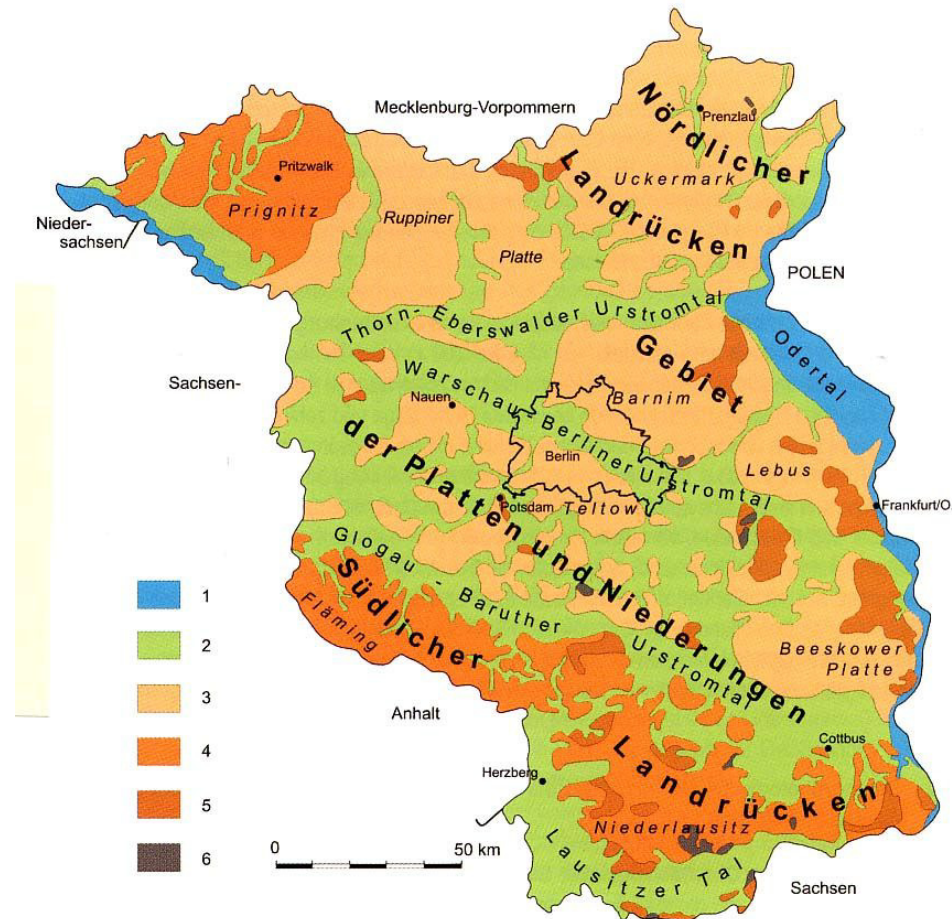 Mecklenburg-Vorpommern
Nördlicher
Landrücken
Prenzlau
Uckermark
Pritzwalk
Prignitz
Ruppiner
Platte
Nieder-
sachsen
POLEN
Thorn- Eberswalder Urstromtal
Odertal
Gebiet
der Platten und Niederungen
Sachsen-
Warschau - Berliner Urstromtal
Nauen
Barnim
Berlin
Lebus
Potsdam
Teltow
Frankfurt/O
Glogau - Baruther
Urstromtal
Südlicher
Landrücken
Fläming
Beeskower
Platte
Anhalt
Cottbus
Herzberg
Niederlausitz
Lausitzer Tal
Sachsen
1
2
3
4
5
6
0 50 km